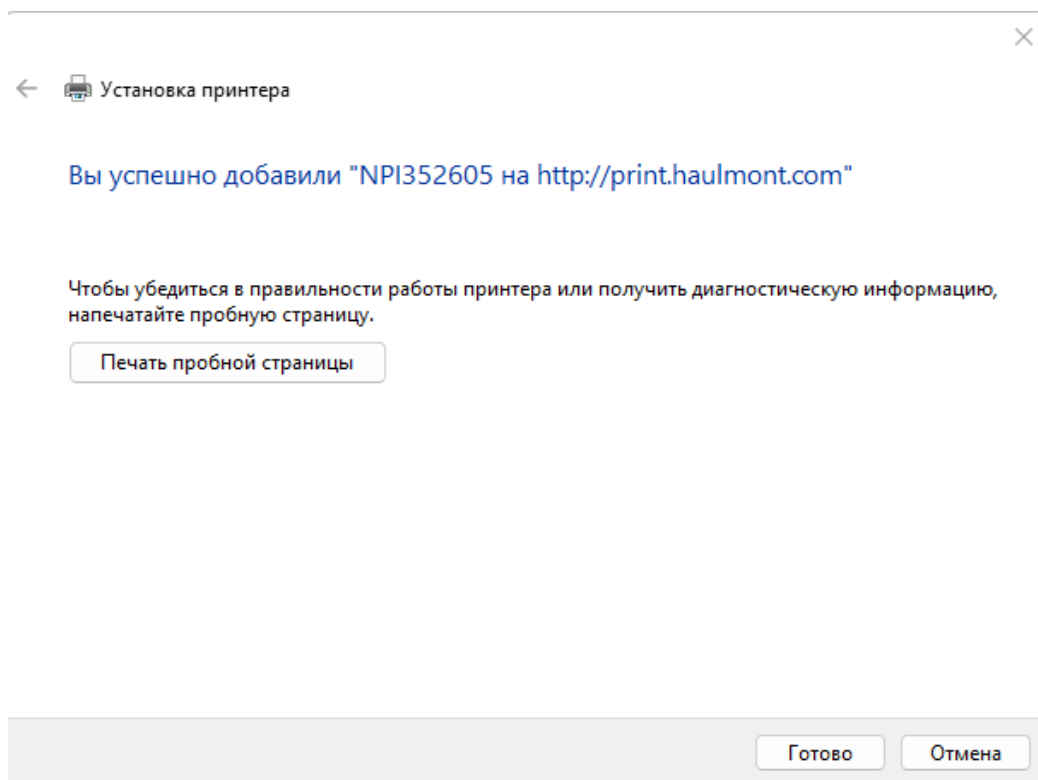 Установка принтера
Вы успешно добавили "NPI352605 на http://print.haulmont.com"
Чтобы убедиться в правильности работы принтера или получить диагностическую информацию,
напечатайте пробную страницу.
Печать пробной страницы
Готово
Отмена